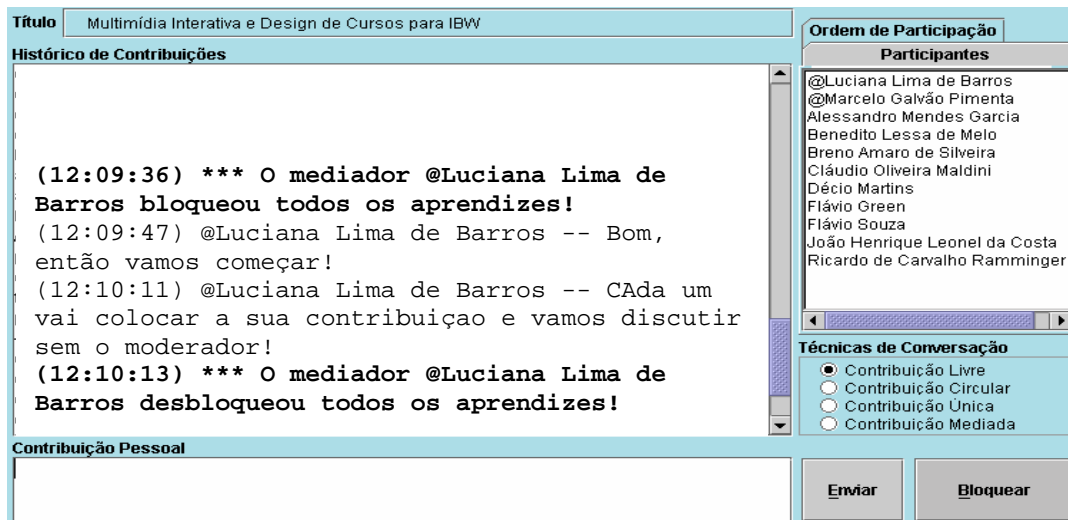 Título Multimídia Interativa e Design de Cursos para IBW
Histórico de Contribuições
(12:09:36) *** O mediador @Luciana Lima de
Barros bloqueou todos os aprendizes!
(12:09:47) @Luciana Lima de Barros -- Bom,
então vamos começar!
(12:10:11) @Luciana Lima de Barros -- CAda um
vai colocar a sua contribuiçao e vamos discutir
sem o moderador!
(12:10:13) *** O mediador @Luciana Lima de
Barros desbloqueou todos os aprendizes!
Contribuição Pessoal
Ordem de Participação
Participantes
@Luciana Lima de Barros
@Marcelo Galvão Pimenta
Alessandro Mendes Garcia
Benedito Lessa de Melo
Breno Amaro de Silveira
Cláudio Oliveira Maldini
Décio Martins
Flávio Green
Flávio Souza
João Henrique Leonel da Costa
Ricardo de Carvalho Ramminger
Técnicas de Conversação
Contribuição Livre
Contribuição Circular
Contribuição Única
Contribuição Mediada
Enviar
Bloquear